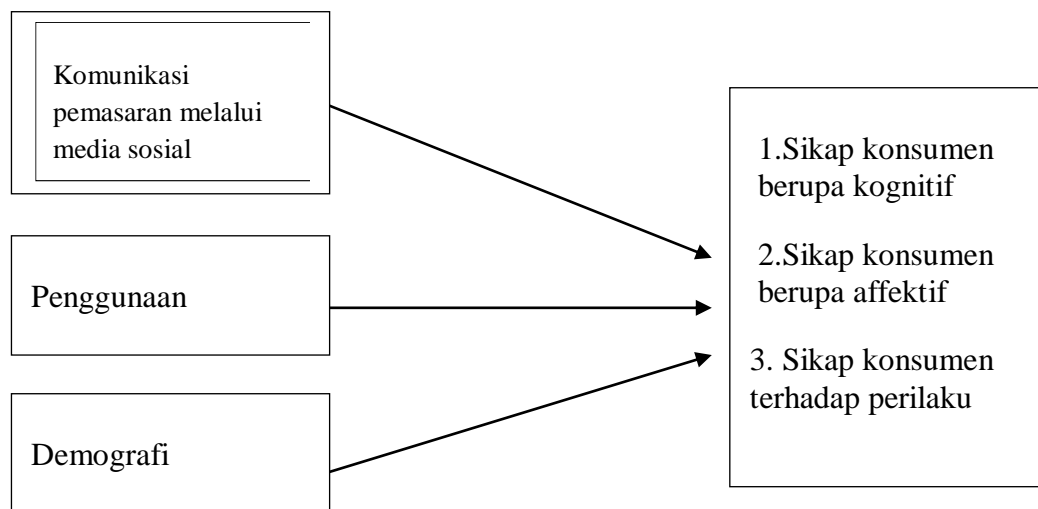 Komunikasi
pemasaran melalui
media sosial
Penggunaan
Demografi
1.Sikap konsumen
berupa kognitif
2.Sikap konsumen
berupa affektif
3. Sikap konsumen
terhadap perilaku